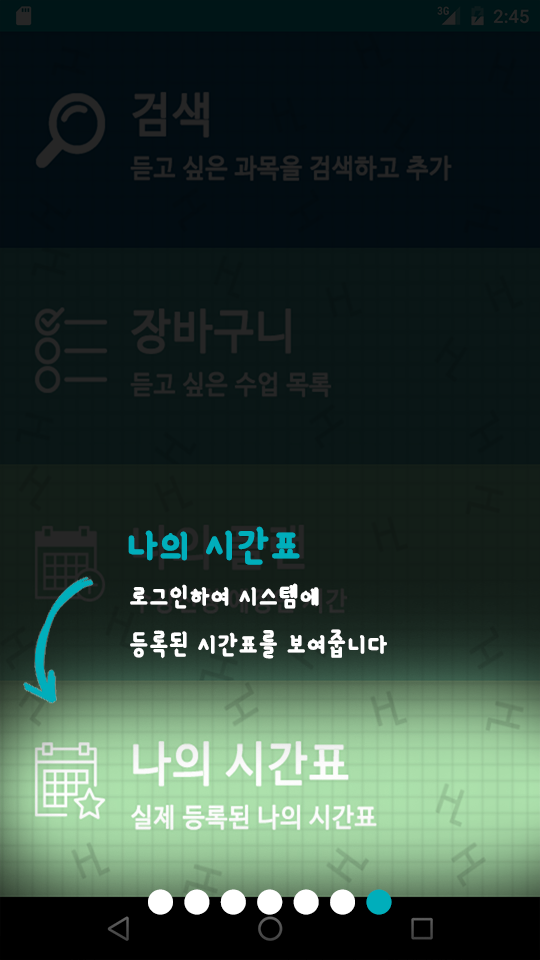 3G 2:45
검색
듣고 싶은 과목을 검색하고 추가
장바구니
듣고 싶은 수업 목록
나의 시간표
로그인하여 시스템에
등록된 시간표를 보여줍니다
나의 시간표
실제 등록된 나의 시간표